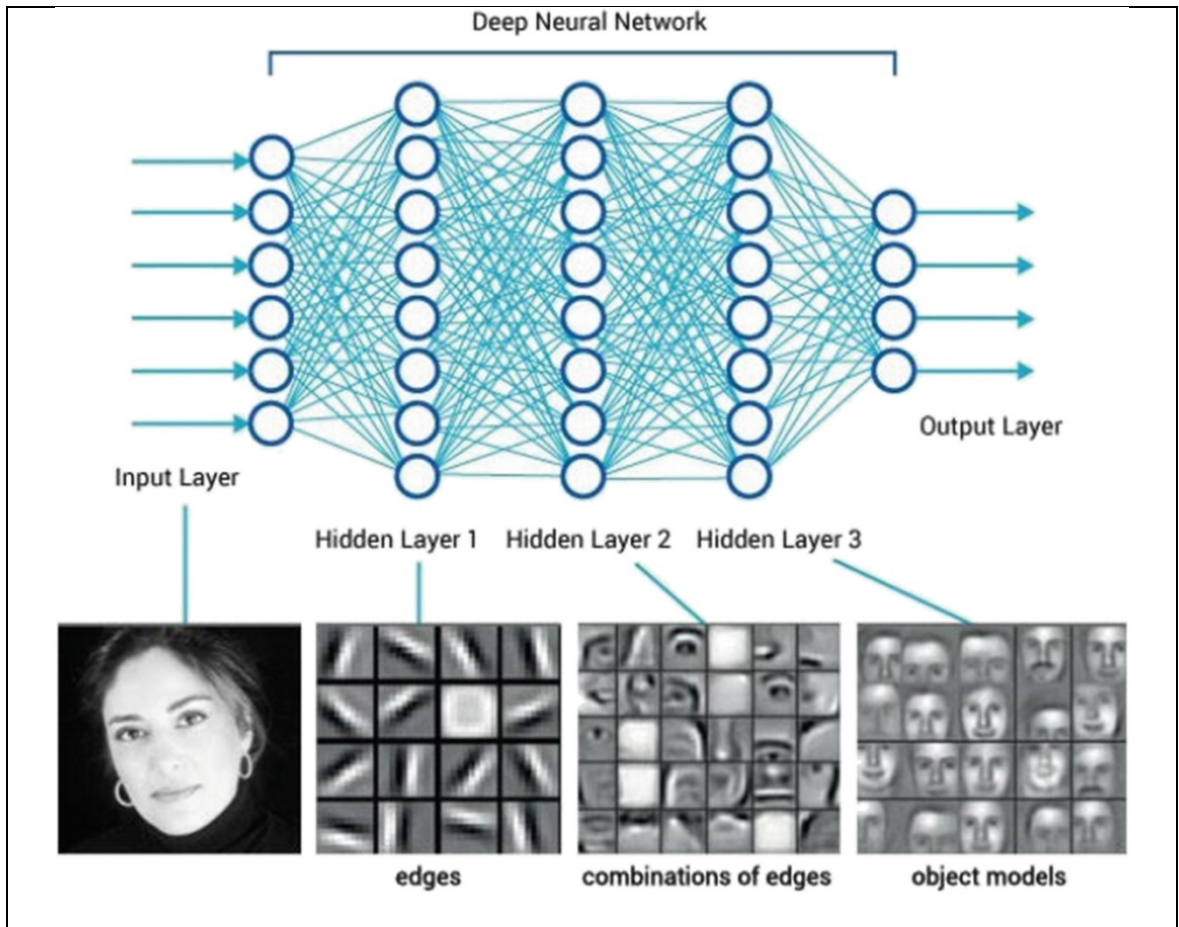 Deep Neural Network
Output Layer
Input Layer
Hidden Layer 1
Hidden Layer 2
Hidden Layer 3
edges
combinations of edges
object models